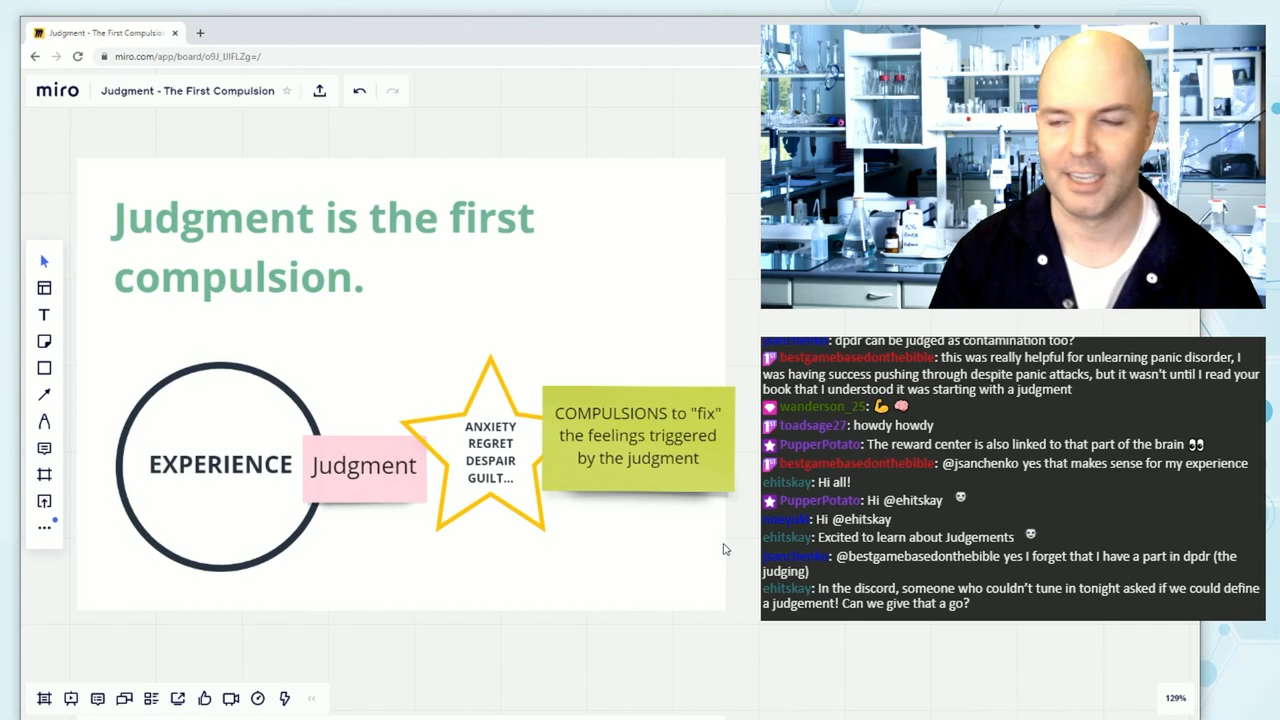 Judgment - The First Compulsion
miro.com/app/board/o9J_lJlFLZg=/
miro
Judgment - The First Compulsion
Judgment is the first
compulsion.
EXPERIENCE
Judgment
ANXIETY
REGRET
DESPAIR
GUILT...
COMPULSIONS to "fix"
the feelings triggered
by the judgment
129%
jsanchenko: dpdr can be judged as contamination too?
bestgamebasedonthebible: this was really helpful for unlearning panic disorder, I
was having success pushing through despite panic attacks, but it wasn't until I read your
book that I understood it was starting with a judgment
wanderson_25: 💪 🧠
toadsage27: howdy howdy
PupperPotato: The reward center is also linked to that part of the brain 👀
bestgamebasedonthebible: @jsanchenko yes that makes sense for my experience
ehitskay: Hi all!
PupperPotato: Hi @ehitskay
Hi @ehitskay
ehitskay: Excited to learn about Judgements
jsanchenko: @bestgamebasedonthebible yes I forget that I have a part in dpdr (the
judging)
ehitskay: In the discord, someone who couldn't tune in tonight asked if we could define
a judgement! Can we give that a go?